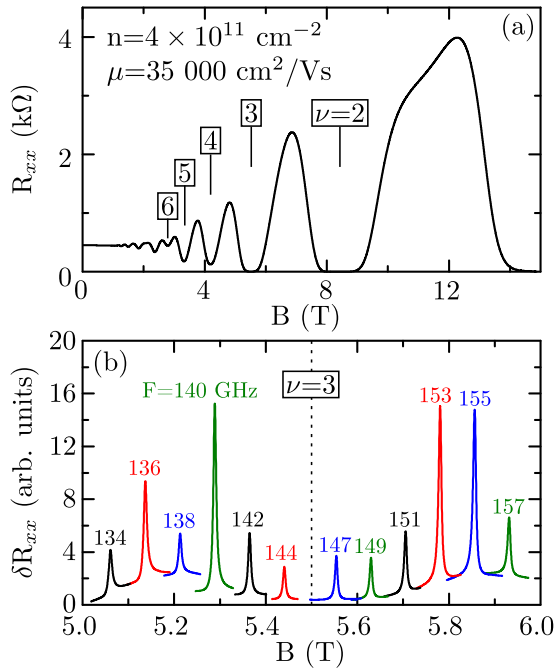 (a)
n=4 × 10¹¹ cm⁻²
μ=35 000 cm²/Vs
4
2
0
Rₓₓ (kΩ)
6
5
4
3
ν=2
0 4 8 12
B (T)
(b)
20
16
12
8
4
0
δRₓₓ (arb. units)
ν=3
F=140 GHz
134
136
138
142
144
147
149
151
153
155
157
5.0 5.2 5.4 5.6 5.8 6.0
B (T)